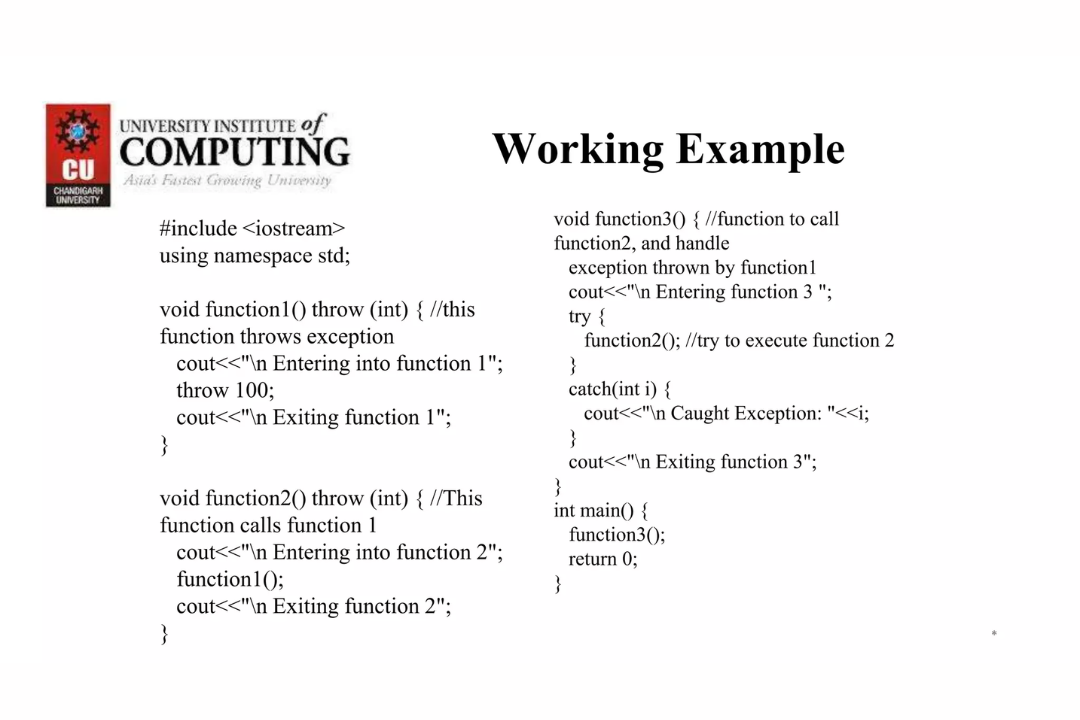 CU
CHANDIGARH
UNIVERSITY
UNIVERSITY INSTITUTE of
COMPUTING
Asia's Fastest Growing University
Working Example
#include <iostream>
using namespace std;
void function1() throw (int) { //this
function throws exception
cout<<"\n Entering into function 1";
throw 100;
cout<<"\n Exiting function 1";
}
void function2() throw (int) { //This
function calls function 1
cout<<"\n Entering into function 2";
function1();
cout<<"\n Exiting function 2";
}
void function3() { //function to call
function2, and handle
exception thrown by function1
cout<<"\n Entering function 3 ";
try {
function2(); //try to execute function 2
}
catch(int i) {
cout<<"\n Caught Exception: "<<i;
}
cout<<"\n Exiting function 3";
}
int main() {
function3();
return 0;
}
*